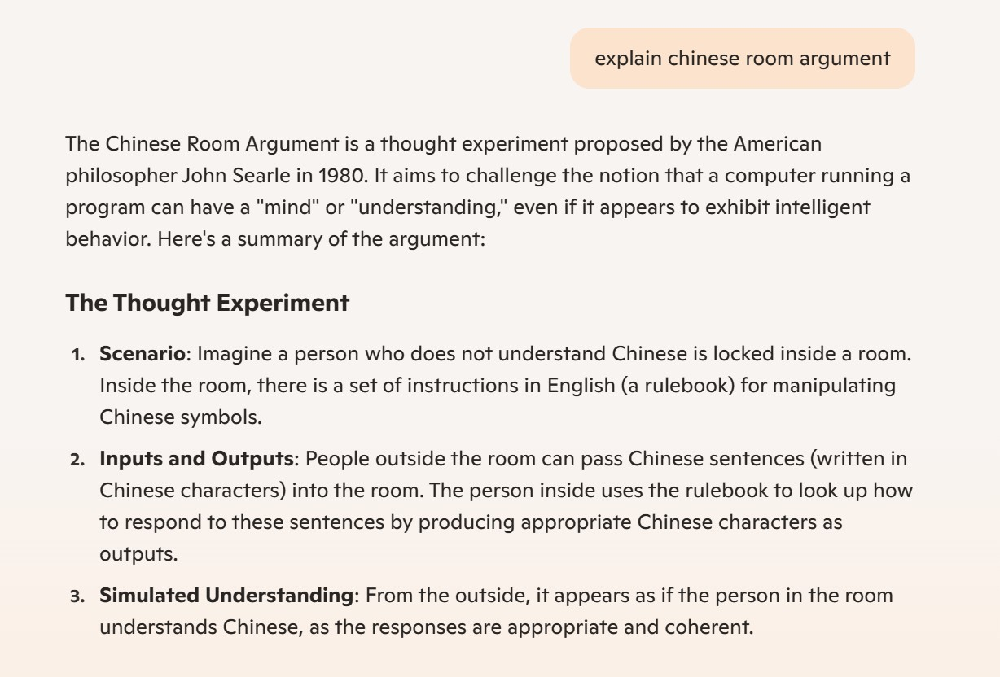 explain chinese room argument
The Chinese Room Argument is a thought experiment proposed by the American
philosopher John Searle in 1980. It aims to challenge the notion that a computer running a
program can have a "mind" or "understanding," even if it appears to exhibit intelligent
behavior. Here's a summary of the argument:
The Thought Experiment
1. Scenario: Imagine a person who does not understand Chinese is locked inside a room.
Inside the room, there is a set of instructions in English (a rulebook) for manipulating
Chinese symbols.
2. Inputs and Outputs: People outside the room can pass Chinese sentences (written in
Chinese characters) into the room. The person inside uses the rulebook to look up how
to respond to these sentences by producing appropriate Chinese characters as
outputs.
3. Simulated Understanding: From the outside, it appears as if the person in the room
understands Chinese, as the responses are appropriate and coherent.